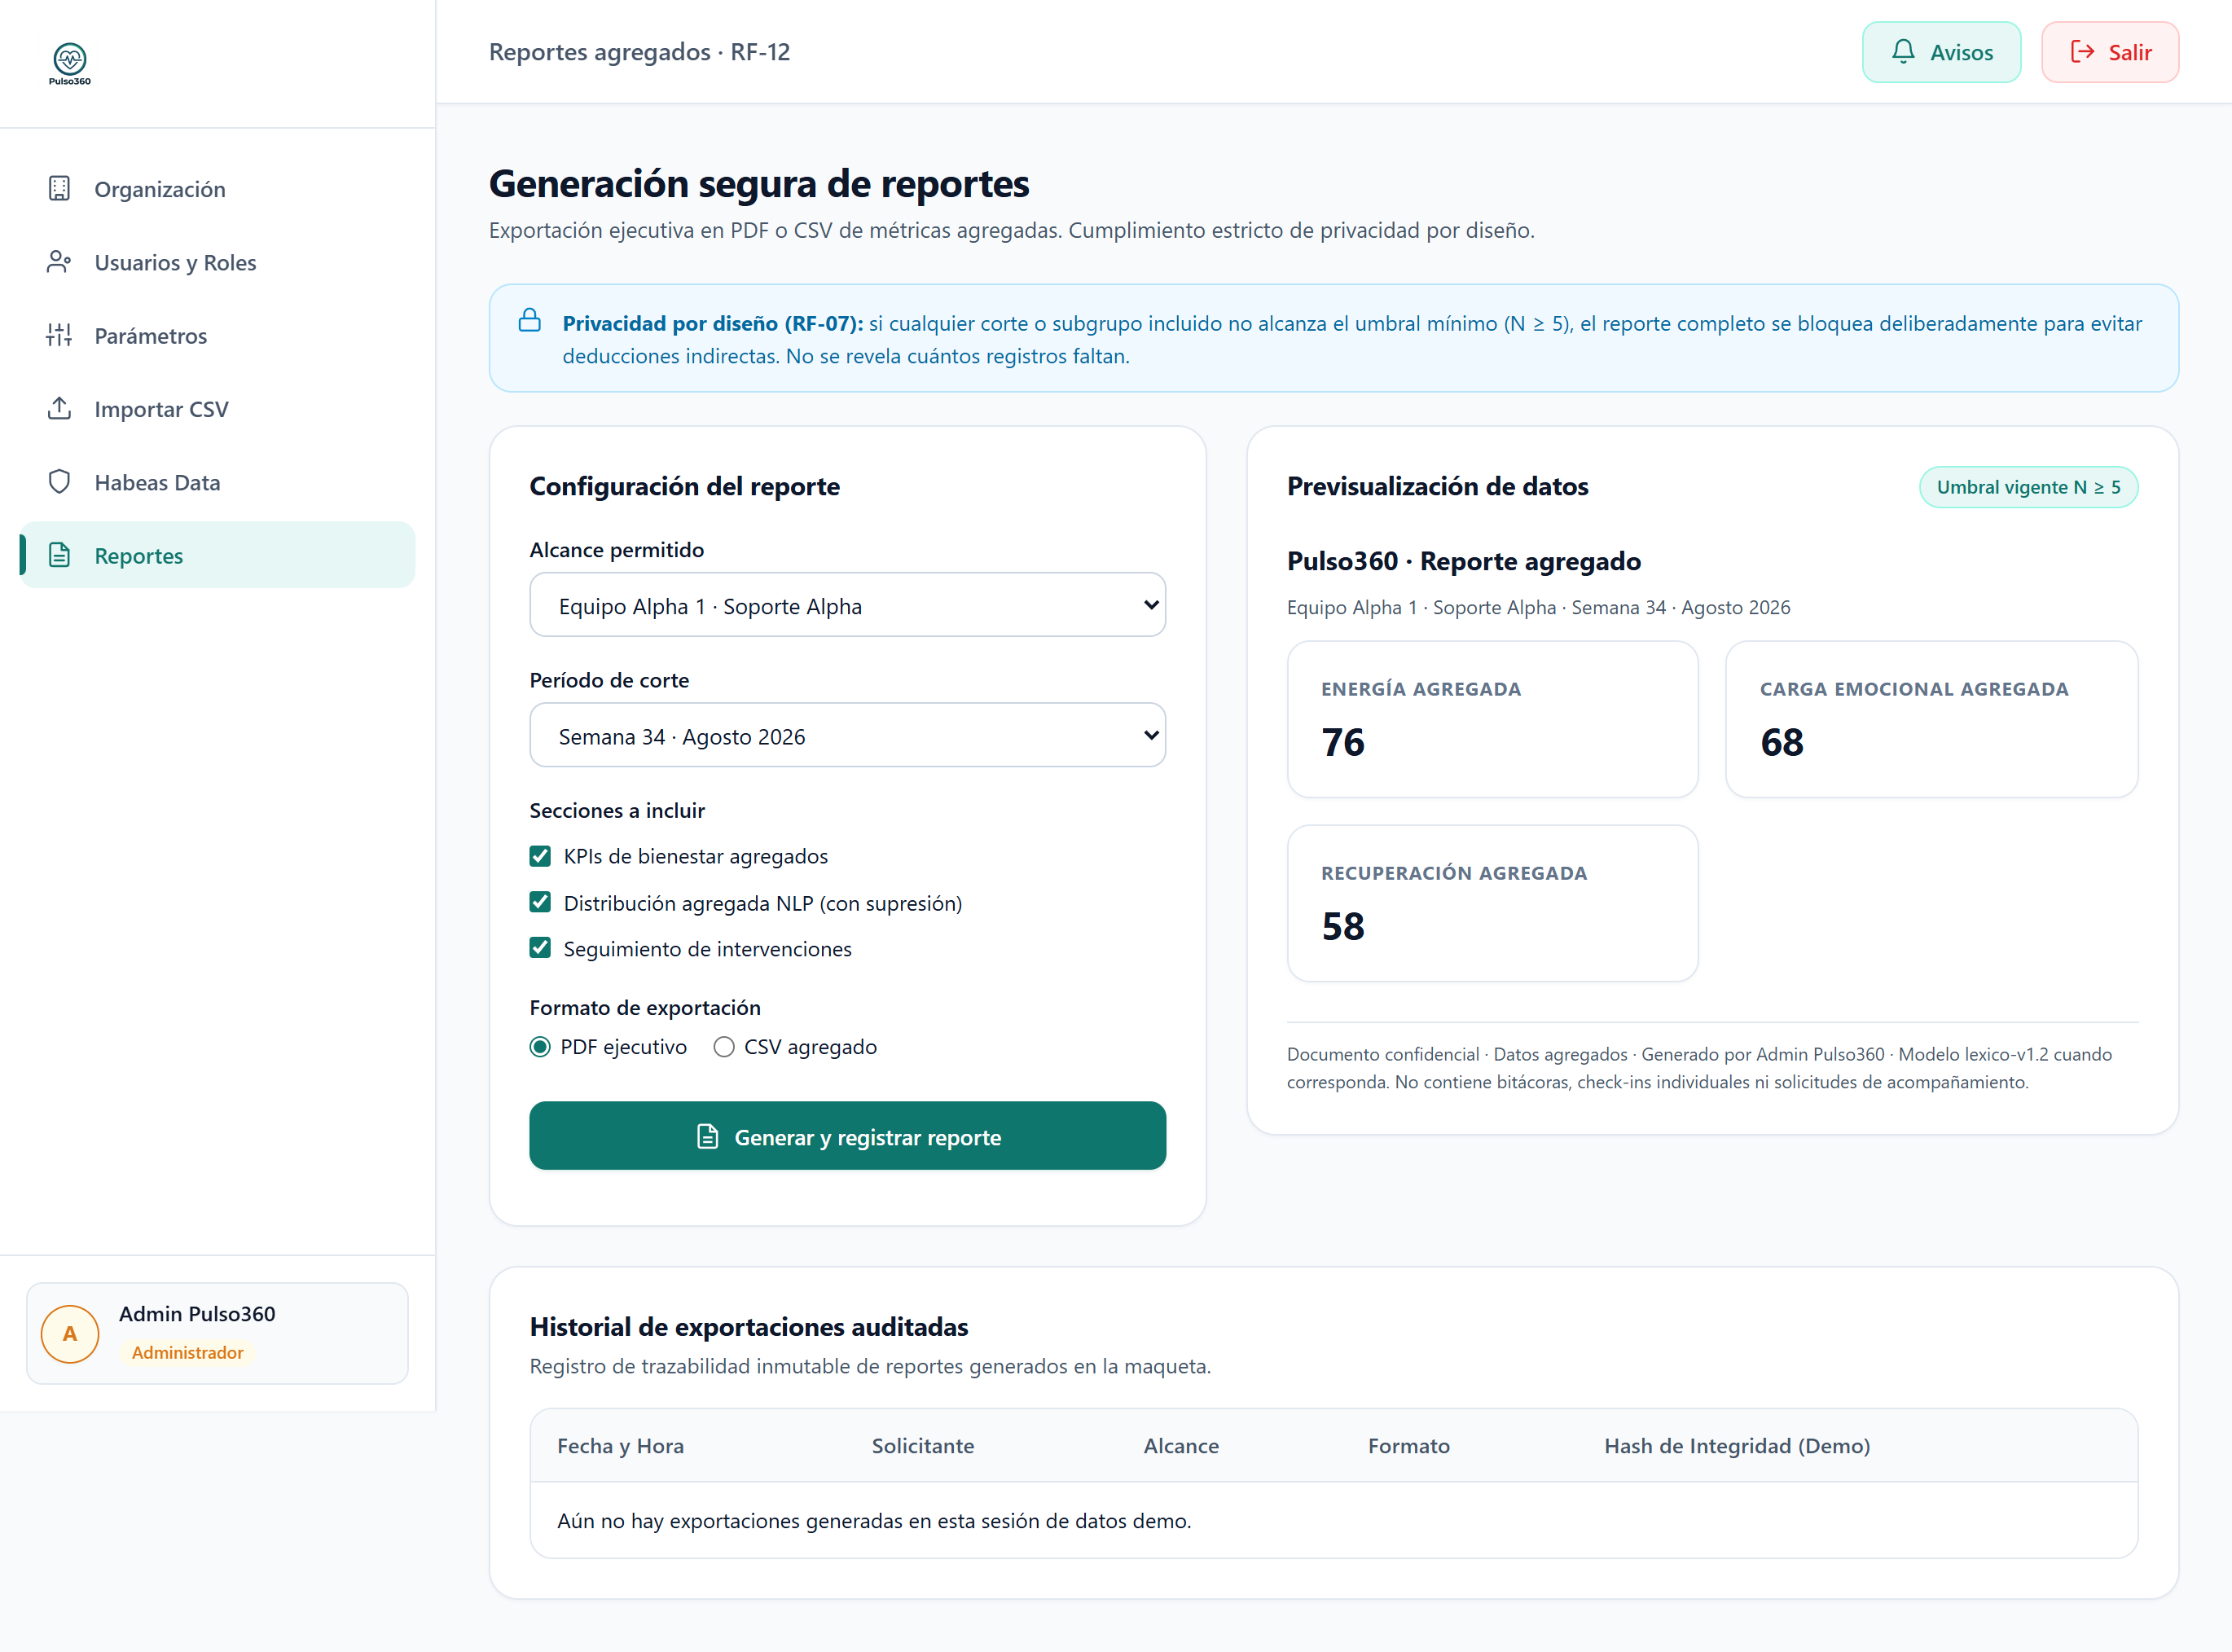 Pulso360
Organización
Usuarios y Roles
Parámetros
Importar CSV
Habeas Data
Reportes
Admin Pulso360
A
Administrador
Reportes agregados · RF-12
Avisos
Salir
Generación segura de reportes
Exportación ejecutiva en PDF o CSV de métricas agregadas. Cumplimiento estricto de privacidad por diseño.
Privacidad por diseño (RF-07): si cualquier corte o subgrupo incluido no alcanza el umbral mínimo (N ≥ 5), el reporte completo se bloquea deliberadamente para evitar
deducciones indirectas. No se revela cuántos registros faltan.
Configuración del reporte
Alcance permitido
Equipo Alpha 1 · Soporte Alpha
Período de corte
Semana 34 · Agosto 2026
Secciones a incluir
KPIs de bienestar agregados
Distribución agregada NLP (con supresión)
Seguimiento de intervenciones
Formato de exportación
PDF ejecutivo
CSV agregado
Generar y registrar reporte
Previsualización de datos
Umbral vigente N ≥ 5
Pulso360 · Reporte agregado
Equipo Alpha 1 · Soporte Alpha · Semana 34 · Agosto 2026
ENERGÍA AGREGADA
76
CARGA EMOCIONAL AGREGADA
68
RECUPERACIÓN AGREGADA
58
Documento confidencial · Datos agregados · Generado por Admin Pulso360 · Modelo lexico-v1.2 cuando
corresponda. No contiene bitácoras, check-ins individuales ni solicitudes de acompañamiento.
Historial de exportaciones auditadas
Registro de trazabilidad inmutable de reportes generados en la maqueta.
Fecha y Hora
Solicitante
Alcance
Formato
Hash de Integridad (Demo)
Aún no hay exportaciones generadas en esta sesión de datos demo.